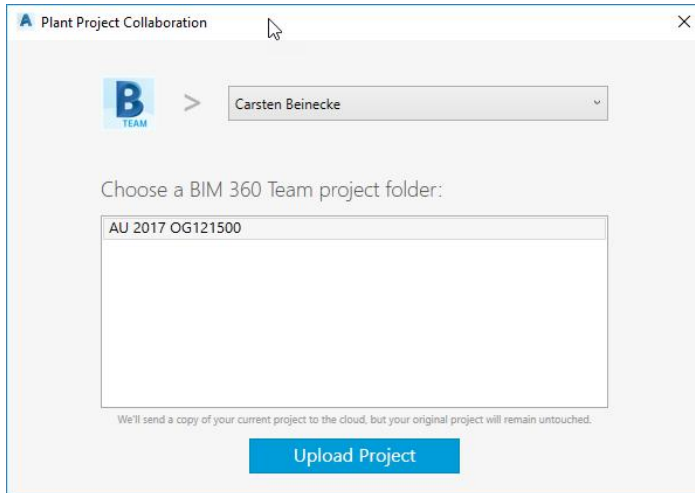 A Plant Project Collaboration
B
TEAM
> Carsten Beinecke
Choose a BIM 360 Team project folder:
AU 2017 OG121500
We'll send a copy of your current project to the cloud, but your original project will remain untouched.
Upload Project